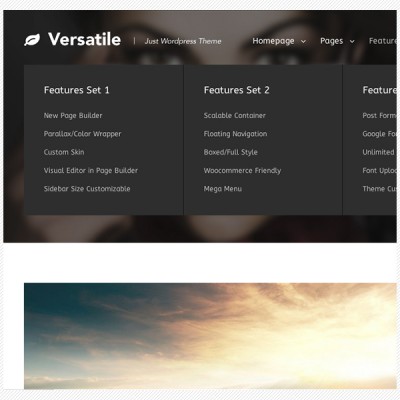 Versatile | Just Wordpress Theme
Homepage Pages Feature
Features Set 1
New Page Builder
Parallax/Color Wrapper
Custom Skin
Visual Editor in Page Builder
Sidebar Size Customizable
Features Set 2
Scalable Container
Floating Navigation
Boxed/Full Style
Woocommerce Friendly
Mega Menu
Feature
Post Form
Google Fo
Unlimited
Font Uploa
Theme Cus